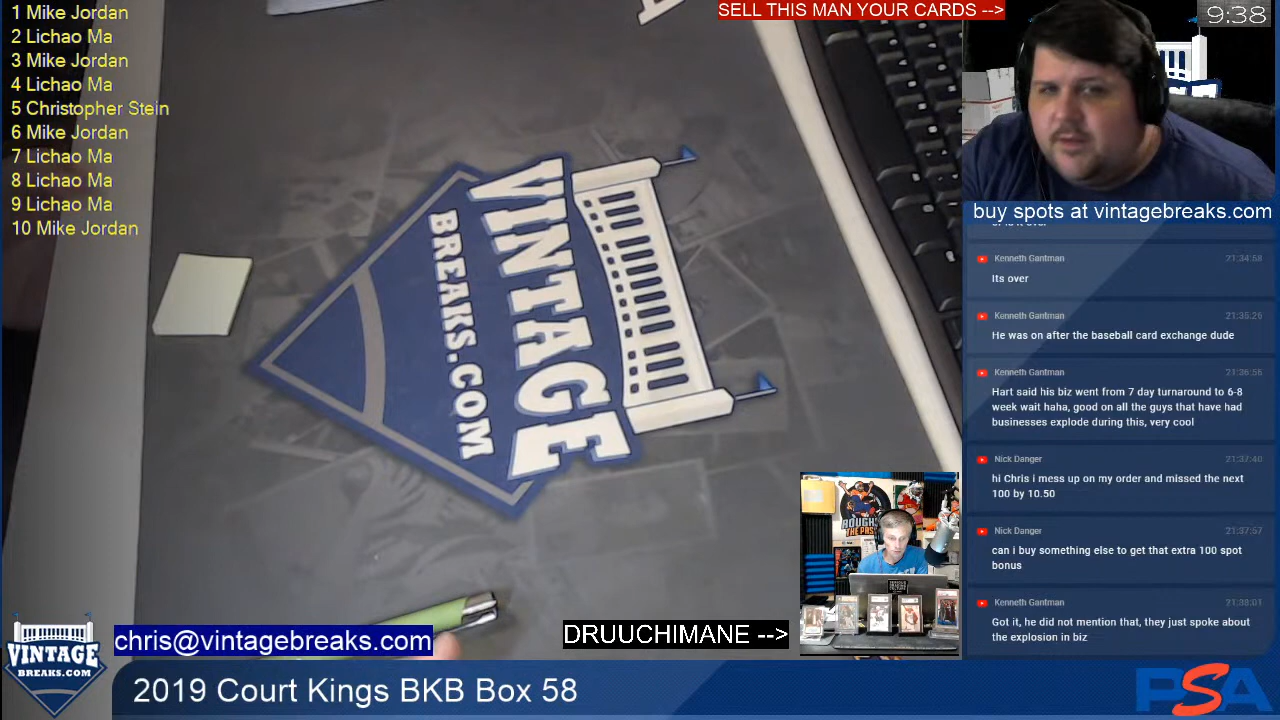 1 Mike Jordan
2 Lichao Ma
3 Mike Jordan
4 Lichao Ma
5 Christopher Stein
6 Mike Jordan
7 Lichao Ma
8 Lichao Ma
9 Lichao Ma
10 Mike Jordan
SELL THIS MAN YOUR CARDS -->
9:38
VINTAGE
BREAKS.COM
buy spots at vintagebreaks.com
Kenneth Gantman 21:34:58
Its over
Kenneth Gantman 21:35:26
He was on after the baseball card exchange dude
Kenneth Gantman 21:36:56
Hart said his biz went from 7 day turnaround to 6-8
week wait haha, good on all the guys that have had
businesses explode during this, very cool
Nick Danger 21:37:40
hi Chris i mess up on my order and missed the next
100 by 10.50
Nick Danger 21:37:57
can i buy something else to get that extra 100 spot
bonus
Kenneth Gantman 21:38:01
Got it, he did not mention that, they just spoke about
the explosion in biz
DRUUCHIMANE -->
chris@vintagebreaks.com
VINTAGE
BREAKS.COM
2019 Court Kings BKB Box 58
PSA